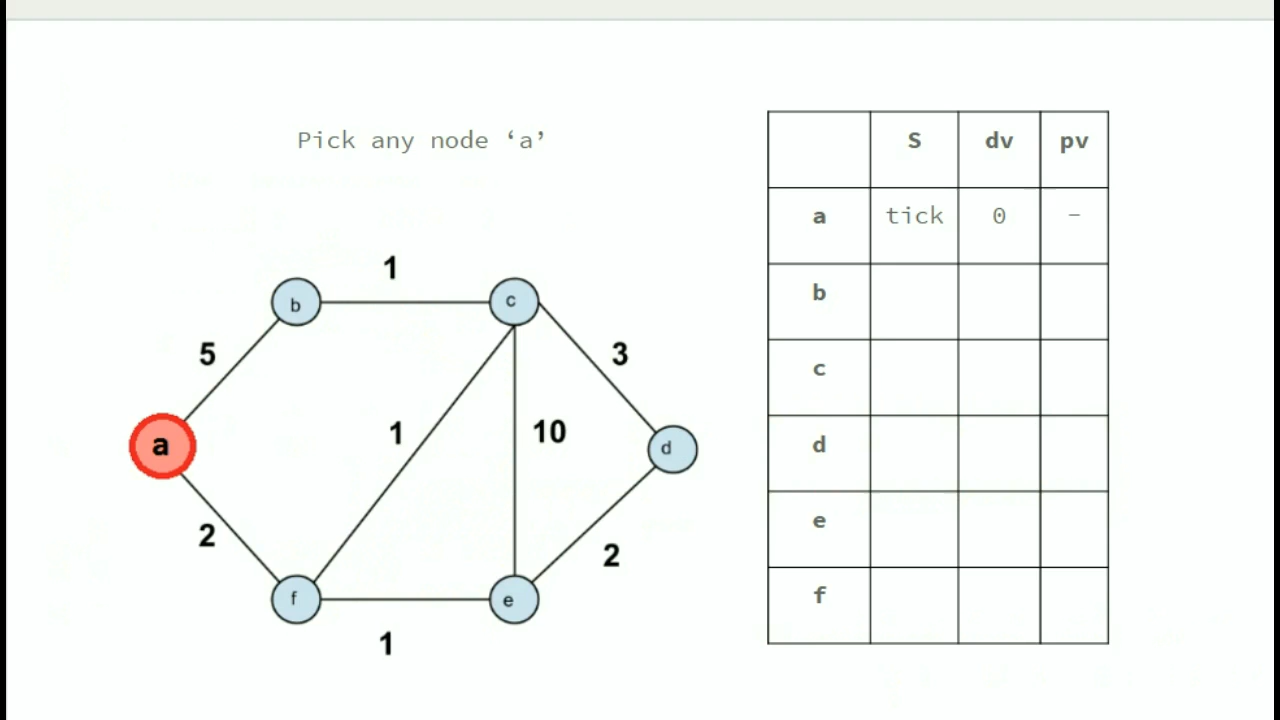 Pick any node ‘a’
S dv pv
a tick 0 –
b
c
d
e
f
1
b c
5 3
1 10
a d
2 2
f e
1